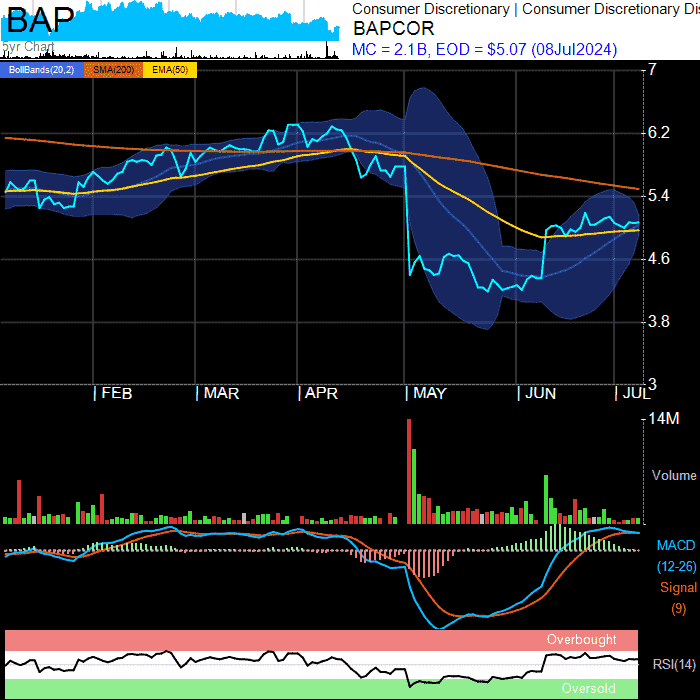 BAP
5yr Chart
Consumer Discretionary | Consumer Discretionary Dis
BAPCOR
MC = 2.1B, EOD = $5.07 (08Jul2024)
BollBands(20,2) SMA(200) EMA(50)
7
6.2
5.4
4.6
3.8
3
| FEB | MAR | APR | MAY | JUN | JUL
14M
Volume
MACD
(12-26)
Signal
(9)
Overbought
RSI(14)
Oversold